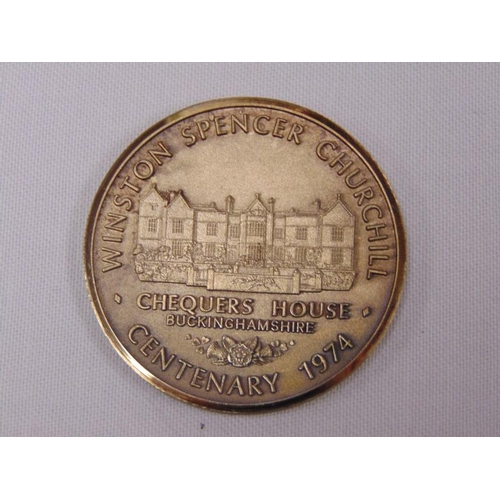 WINSTON SPENCER CHURCHILL
CHEQUERS HOUSE
BUCKINGHAMSHIRE
CENTENARY 1974